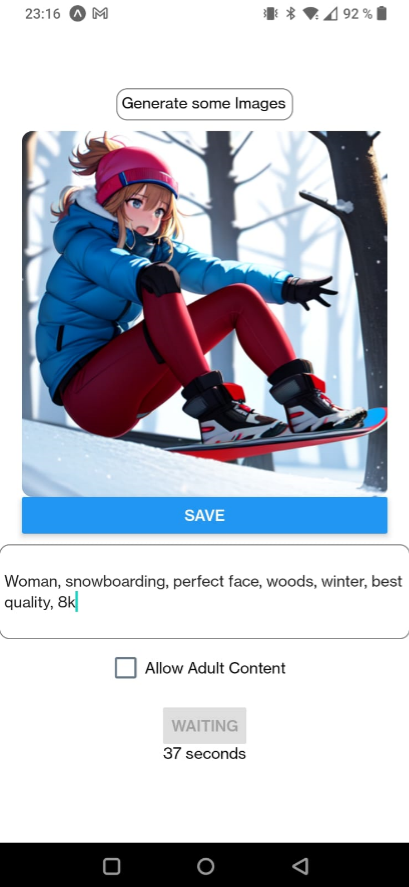 23:16 92 %
Generate some Images
SAVE
Woman, snowboarding, perfect face, woods, winter, best
quality, 8k
Allow Adult Content
WAITING
37 seconds